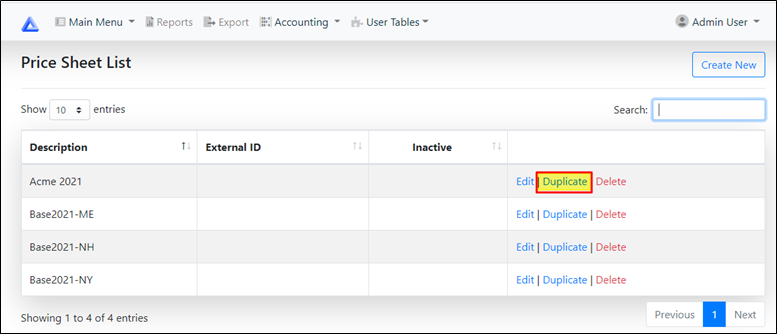 Main Menu Reports Export Accounting User Tables Admin User
Price Sheet List Create New
Show 10 entries Search:
Description External ID Inactive
Acme 2021 Edit | Duplicate | Delete
Base2021-ME Edit | Duplicate | Delete
Base2021-NH Edit | Duplicate | Delete
Base2021-NY Edit | Duplicate | Delete
Showing 1 to 4 of 4 entries Previous 1 Next